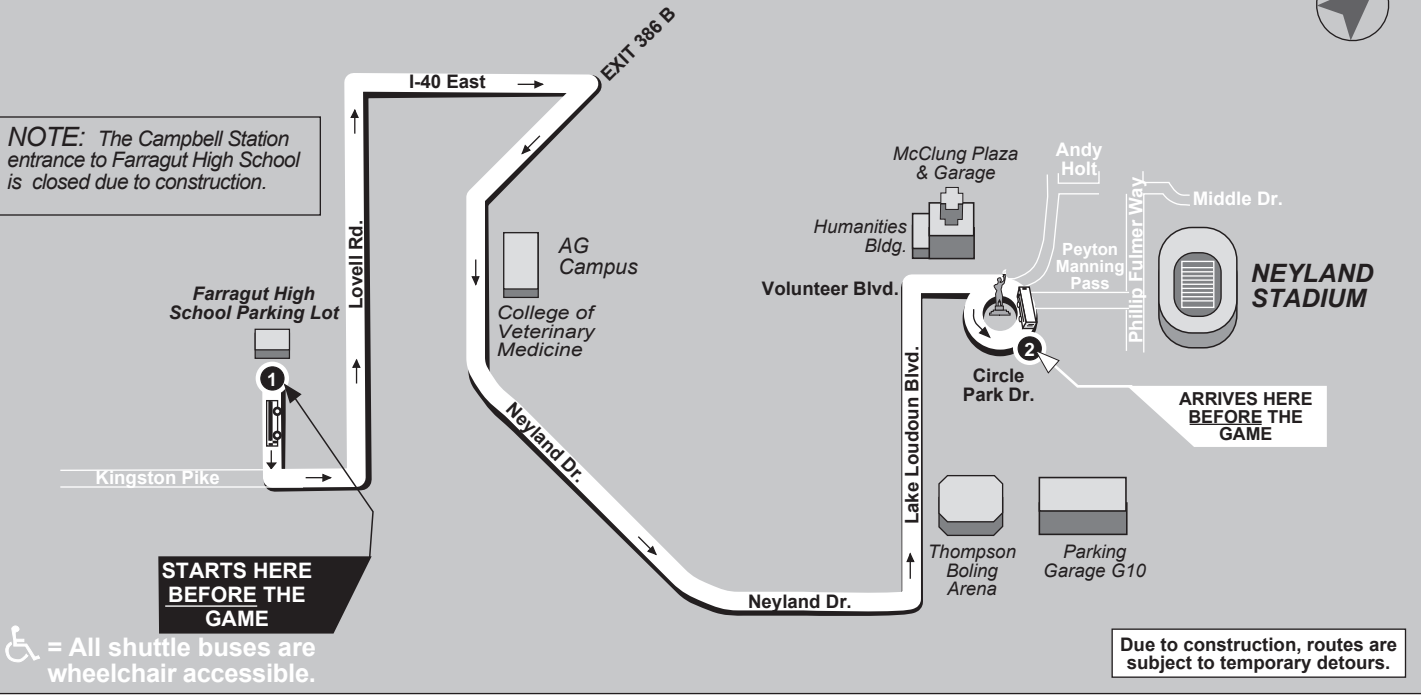 EXIT 386 B
I-40 East
NOTE: The Campbell Station
entrance to Farragut High School
is closed due to construction.
Lovell Rd.
Farragut High
School Parking Lot
1
Kingston Pike
STARTS HERE
BEFORE THE
GAME
= All shuttle buses are
wheelchair accessible.
AG
Campus
College of
Veterinary
Medicine
Neyland Dr.
Neyland Dr.
McClung Plaza
& Garage
Humanities
Bldg.
Volunteer Blvd.
Lake Loudoun Blvd.
Andy
Holt
Middle Dr.
Peyton
Manning
Pass
Phillip Fulmer Way
NEYLAND
STADIUM
2
Circle
Park Dr.
ARRIVES HERE
BEFORE THE
GAME
Thompson
Boling
Arena
Parking
Garage G10
Due to construction, routes are
subject to temporary detours.